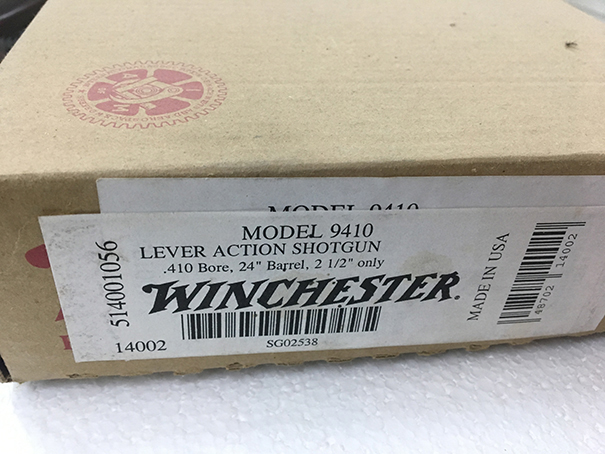 MODEL 9410
MODEL 9410
LEVER ACTION SHOTGUN
.410 Bore, 24" Barrel, 2 1/2" only
WINCHESTER.
14002
SG02538
514001056
MADE IN USA
48702 14002